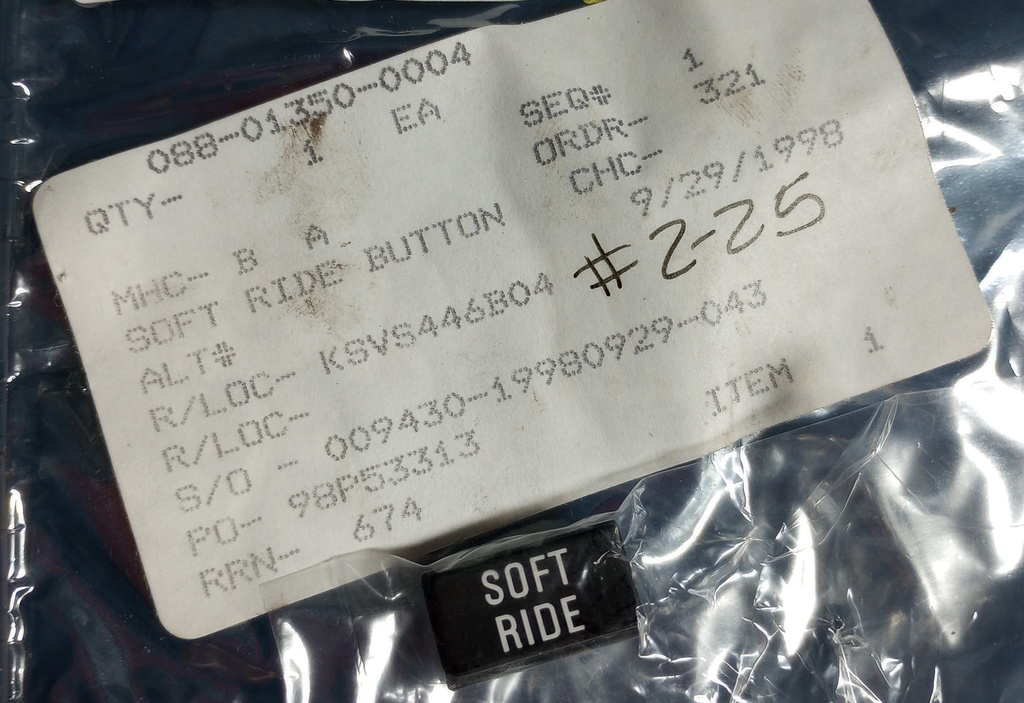 088-01350-0004
QTY- 1 EA SEQ# 1
ORDR- 321
MHC- B A CHC-
SOFT RIDE BUTTON 9/29/1998
ALT# #2-25
R/LOC- KSVS446B04
R/LOC-
S/O - 009430-19980929-043
PO- 98P53313 ITEM 1
RRN- 674
SOFT
RIDE